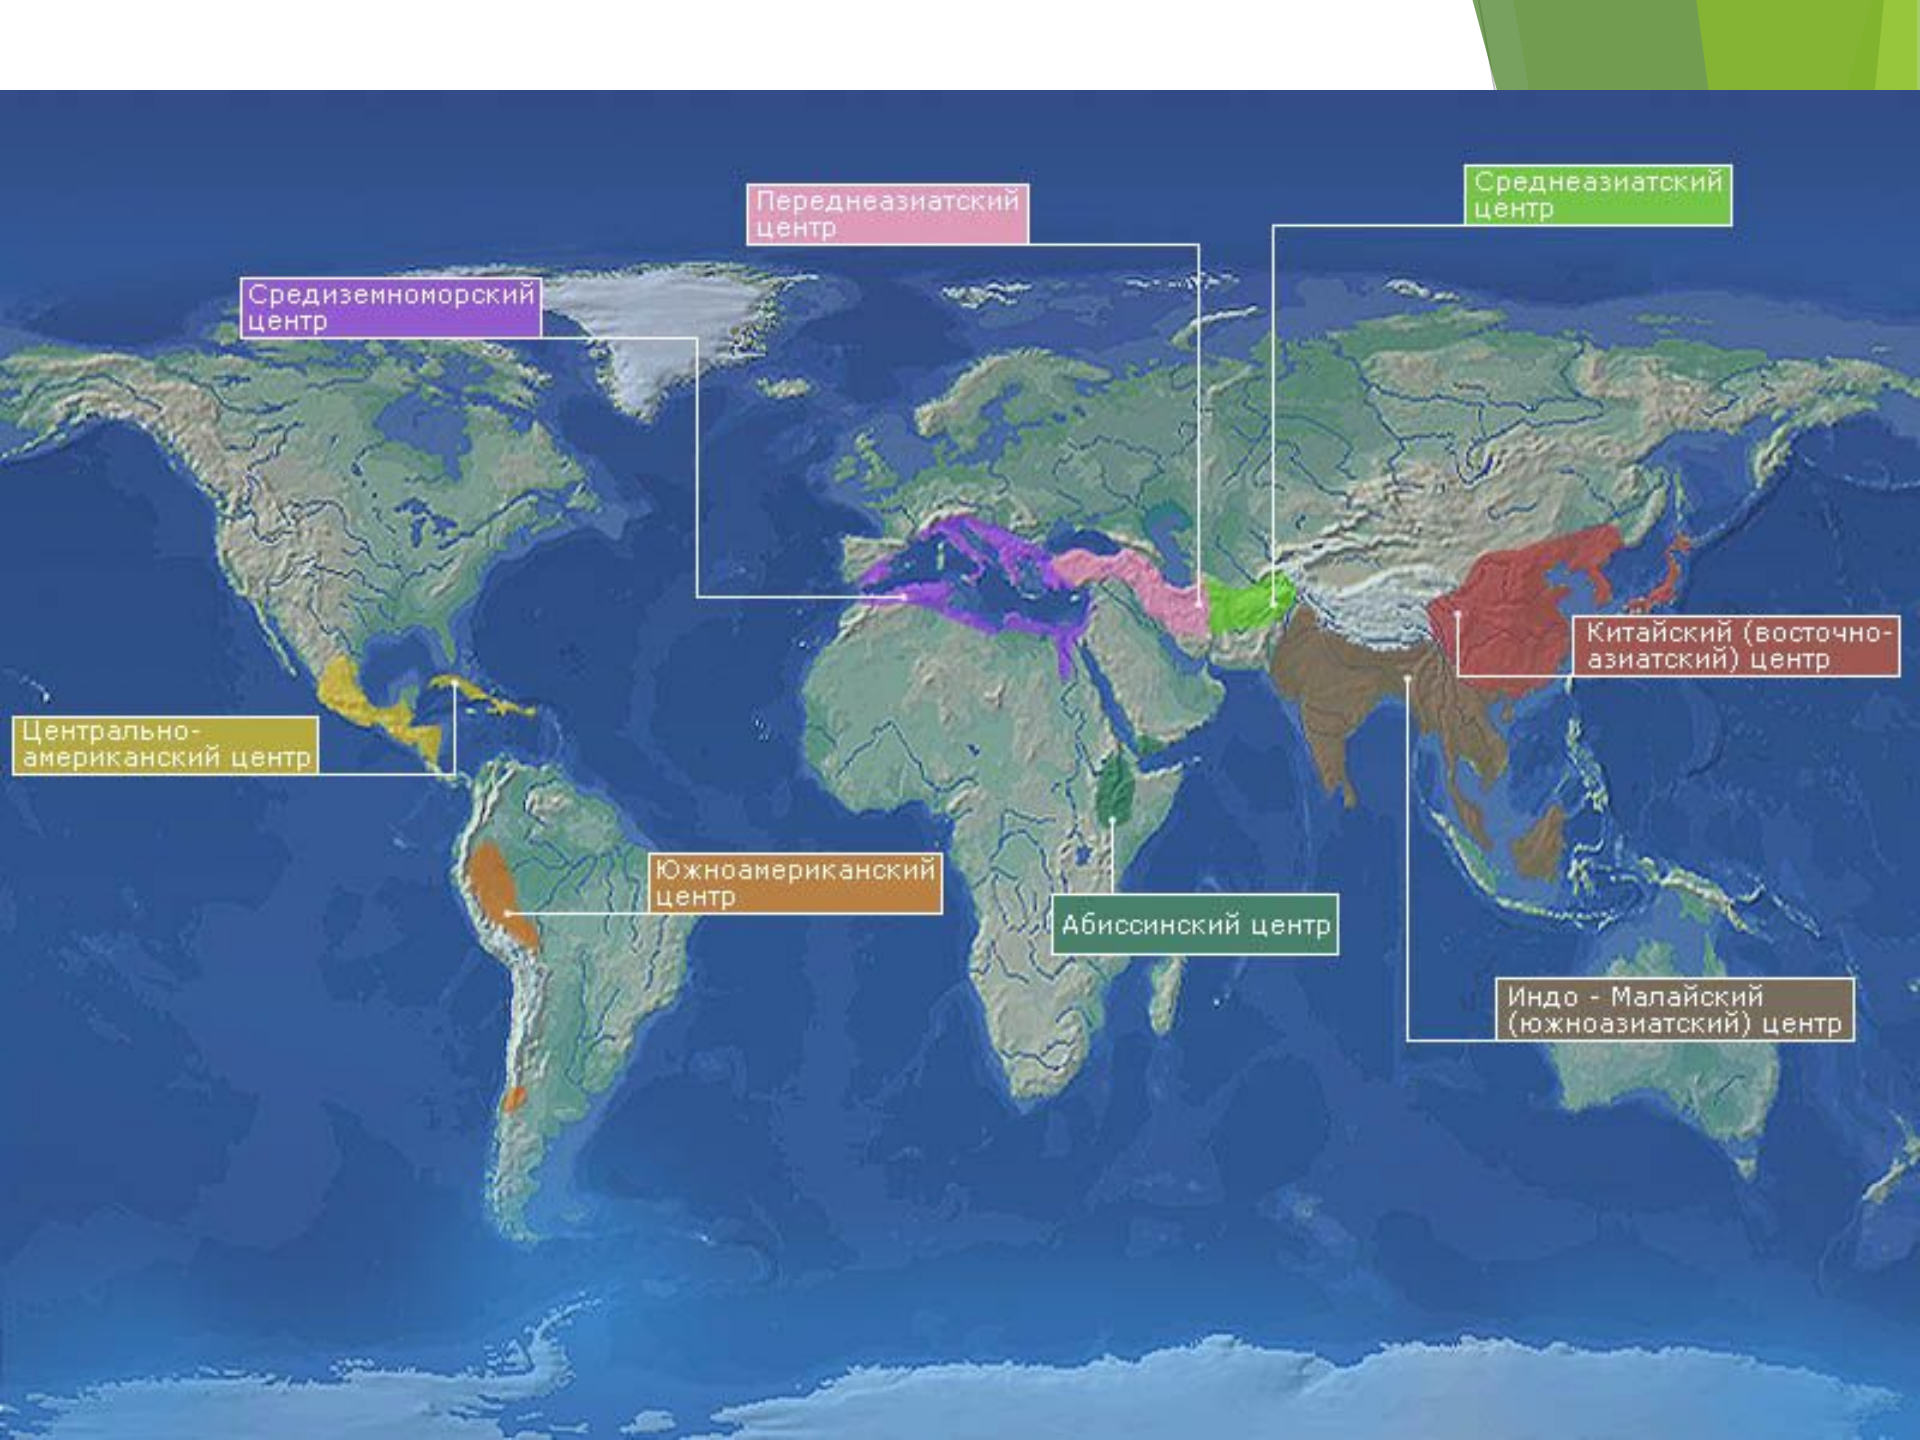 Среднеазиатский
центр
Переднеазиатский
центр
Средиземноморский
центр
Китайский (восточно-
азиатский) центр
Центрально-
американский центр
Южноамериканский
центр
Абиссинский центр
Индо - Малайский
(южноазиатский) центр